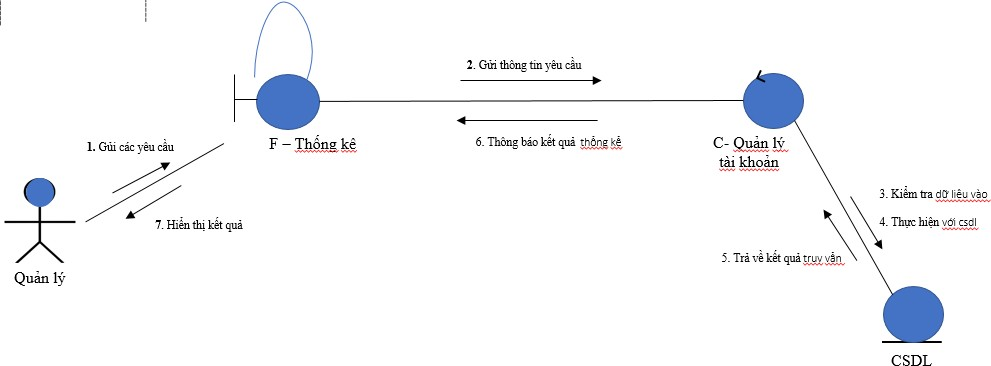 2. Gửi thông tin yêu cầu
F – Thống kê
6. Thông báo kết quả thống kê
C- Quản lý
tài khoản
1. Gủi các yêu cầu
7. Hiển thị kết quả
3. Kiểm tra dữ liêu vào
4. Thực hiện với csdl
5. Trả về kết quả truy vấn
Quản lý
CSDL